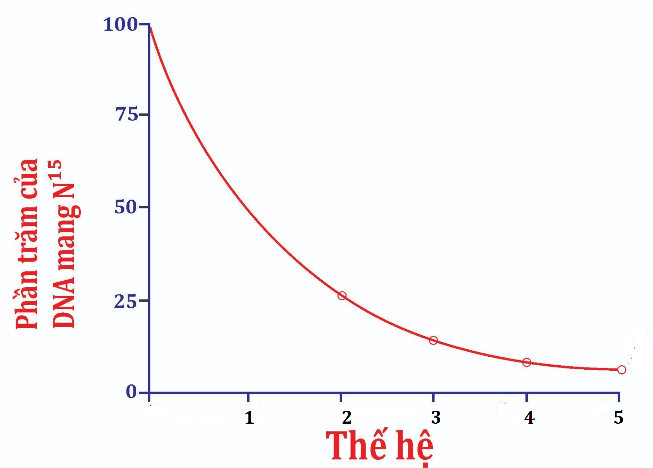 100
75
50
25
0
Phần trăm của
DNA mang N¹⁵
1 2 3 4 5
Thế hệ